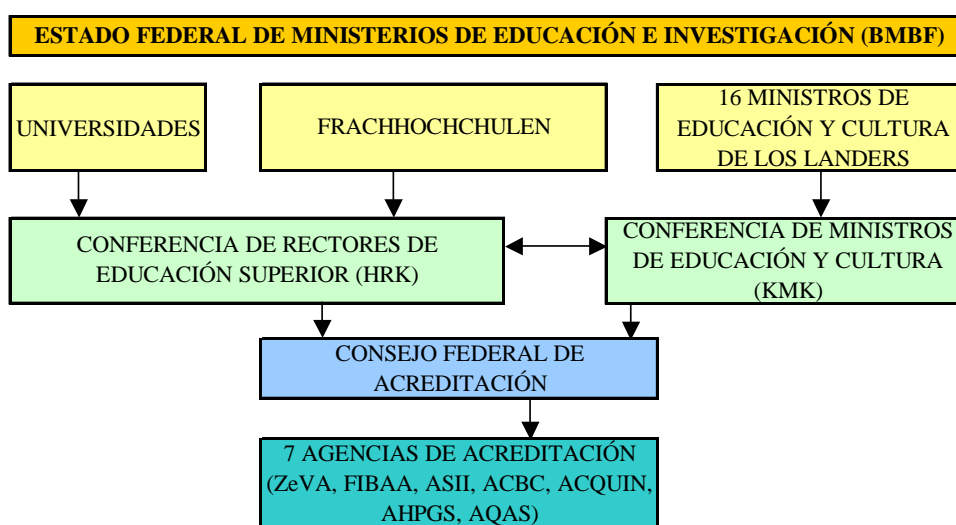 ESTADO FEDERAL DE MINISTERIOS DE EDUCACIÓN E INVESTIGACIÓN (BMBF)
UNIVERSIDADES
FRACHHOCHCHULEN
16 MINISTROS DE
EDUCACIÓN Y CULTURA
DE LOS LANDERS
CONFERENCIA DE RECTORES DE
EDUCACIÓN SUPERIOR (HRK)
CONFERENCIA DE MINISTROS
DE EDUCACIÓN Y CULTURA
(KMK)
CONSEJO FEDERAL DE
ACREDITACIÓN
7 AGENCIAS DE ACREDITACIÓN
(ZeVA, FIBAA, ASII, ACBC, ACQUIN,
AHPGS, AQAS)